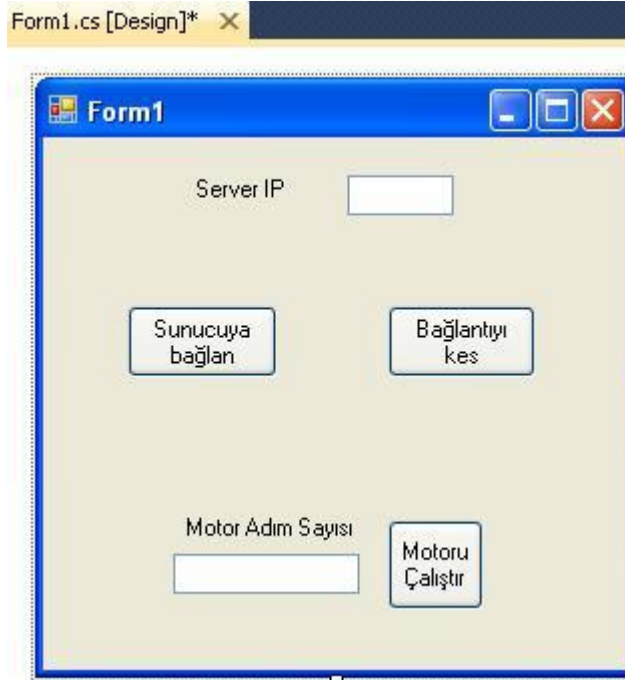 Form1.cs [Design]*
Form1
Server IP
Sunucuya
bağlan
Bağlantıyı
kes
Motor Adım Sayısı
Motoru
Çalıştır